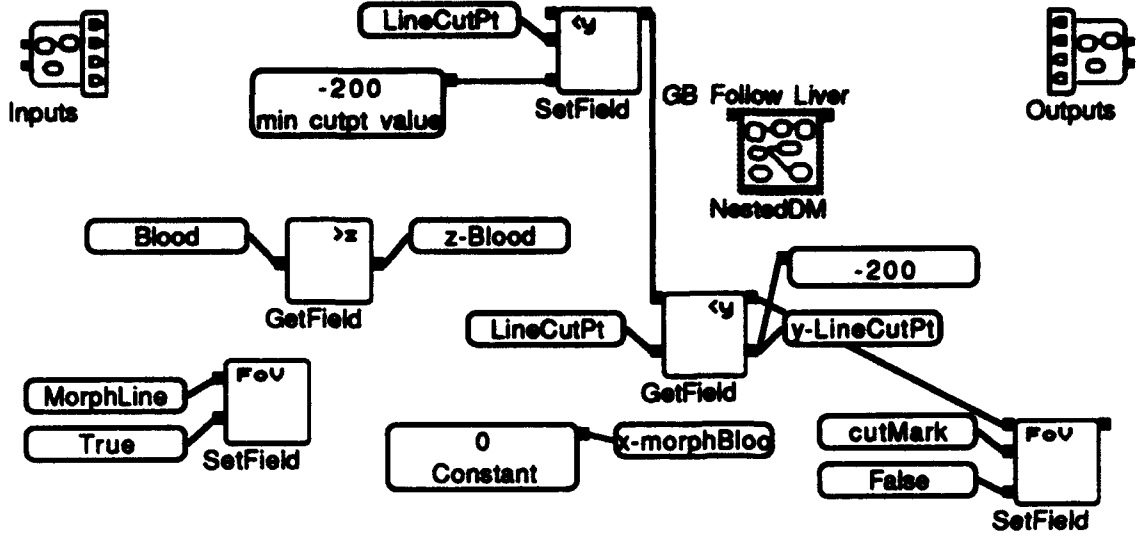 LineCutPt
<y
SetField
-200
min cutpt value
Inputs
GB Follow Liver
NestedDM
Outputs
Blood
>z
z-Blood
GetField
-200
LineCutPt
<y
y-LineCutPt
GetField
MorphLine
FoV
True
SetField
0
Constant
x-morphBloo
cutMark
FoV
False
SetField